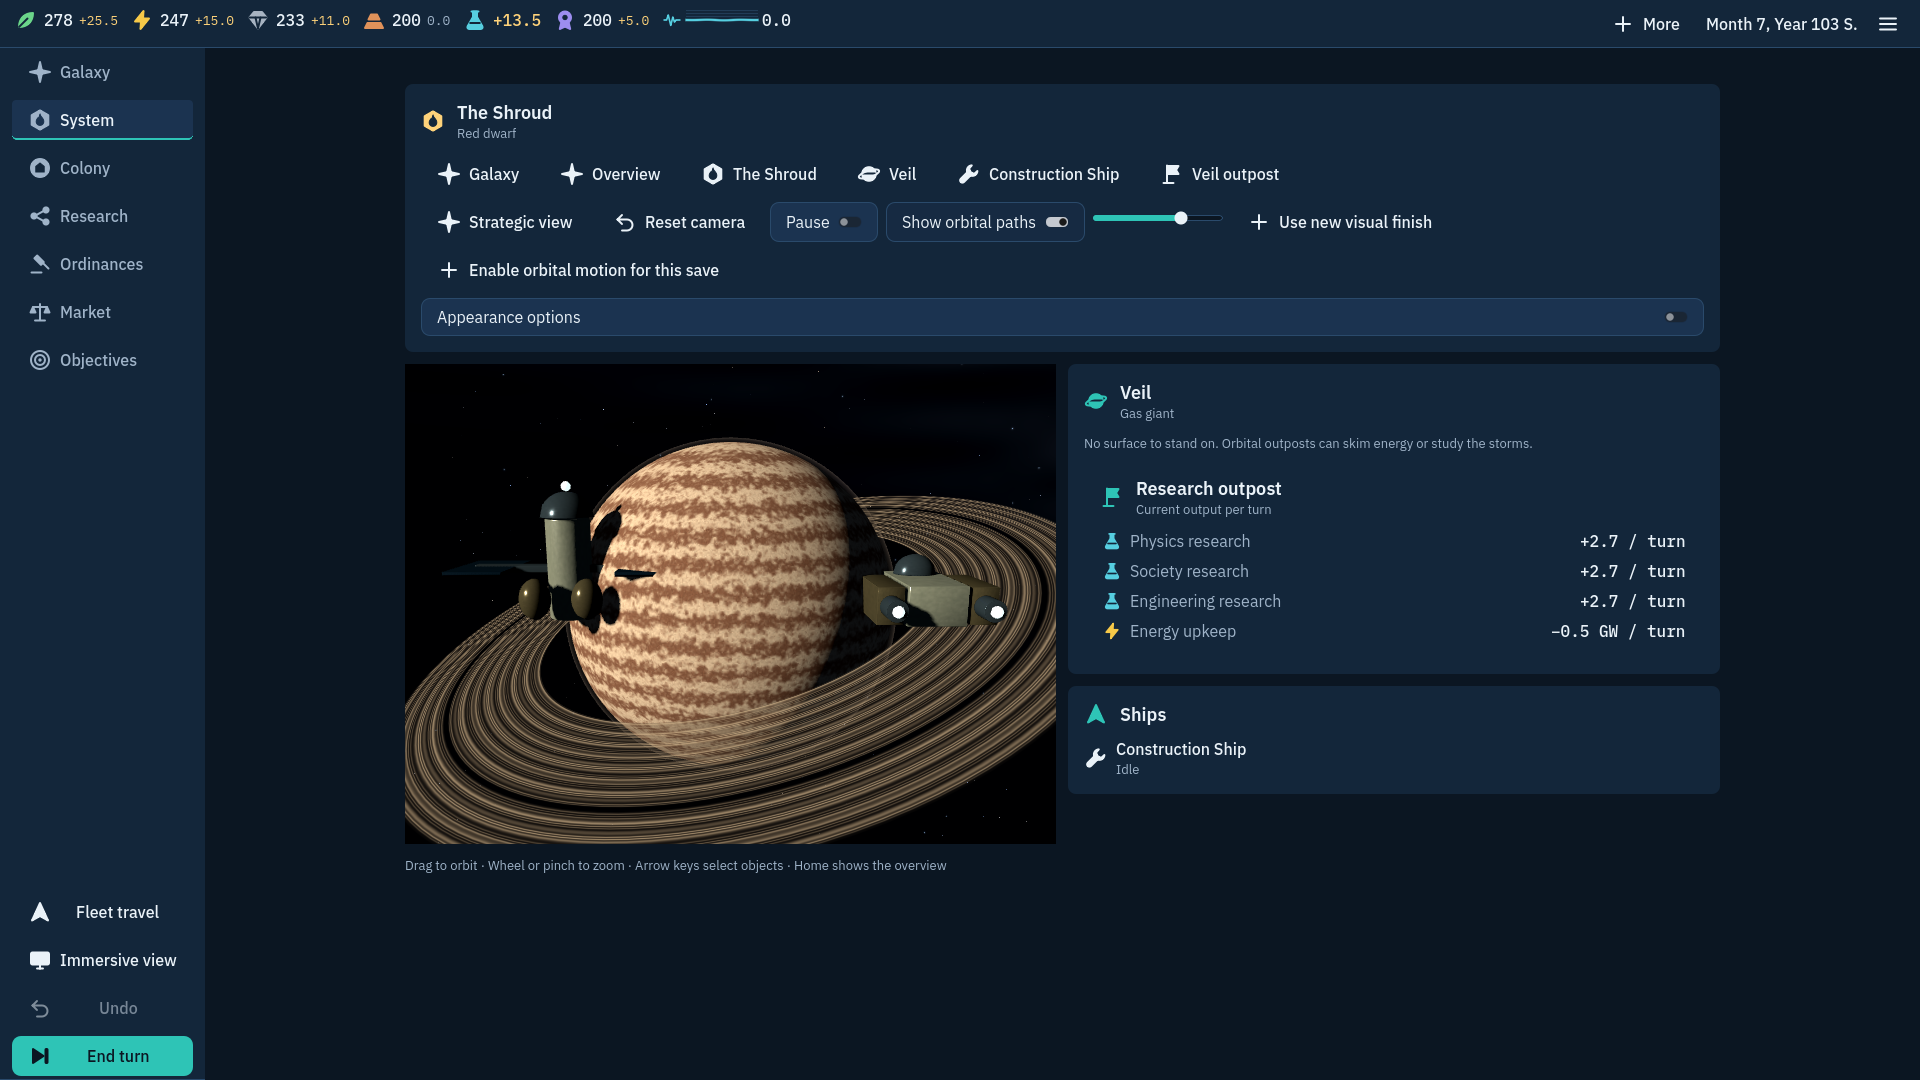 278 +25.5 247 +15.0 233 +11.0 200 0.0 +13.5 200 +5.0 0.0 More Month 7, Year 103 S.
Galaxy
System
Colony
Research
Ordinances
Market
Objectives
Fleet travel
Immersive view
Undo
End turn
The Shroud
Red dwarf
Galaxy Overview The Shroud Veil Construction Ship Veil outpost
Strategic view Reset camera Pause Show orbital paths Use new visual finish
Enable orbital motion for this save
Appearance options
Drag to orbit · Wheel or pinch to zoom · Arrow keys select objects · Home shows the overview
Veil
Gas giant
No surface to stand on. Orbital outposts can skim energy or study the storms.
Research outpost
Current output per turn
Physics research +2.7 / turn
Society research +2.7 / turn
Engineering research +2.7 / turn
Energy upkeep −0.5 GW / turn
Ships
Construction Ship
Idle